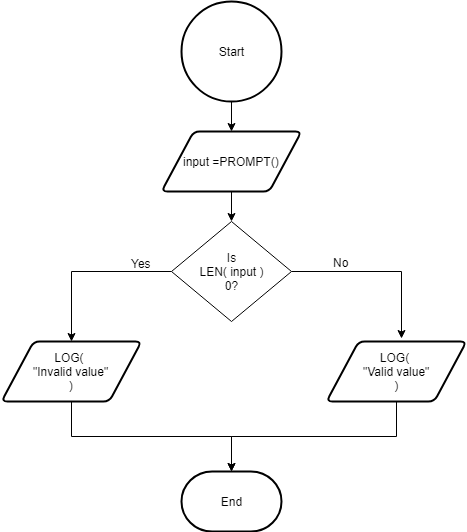 Start
input =PROMPT()
Is
LEN( input )
0?
Yes
No
LOG(
"Invalid value"
)
LOG(
"Valid value"
)
End